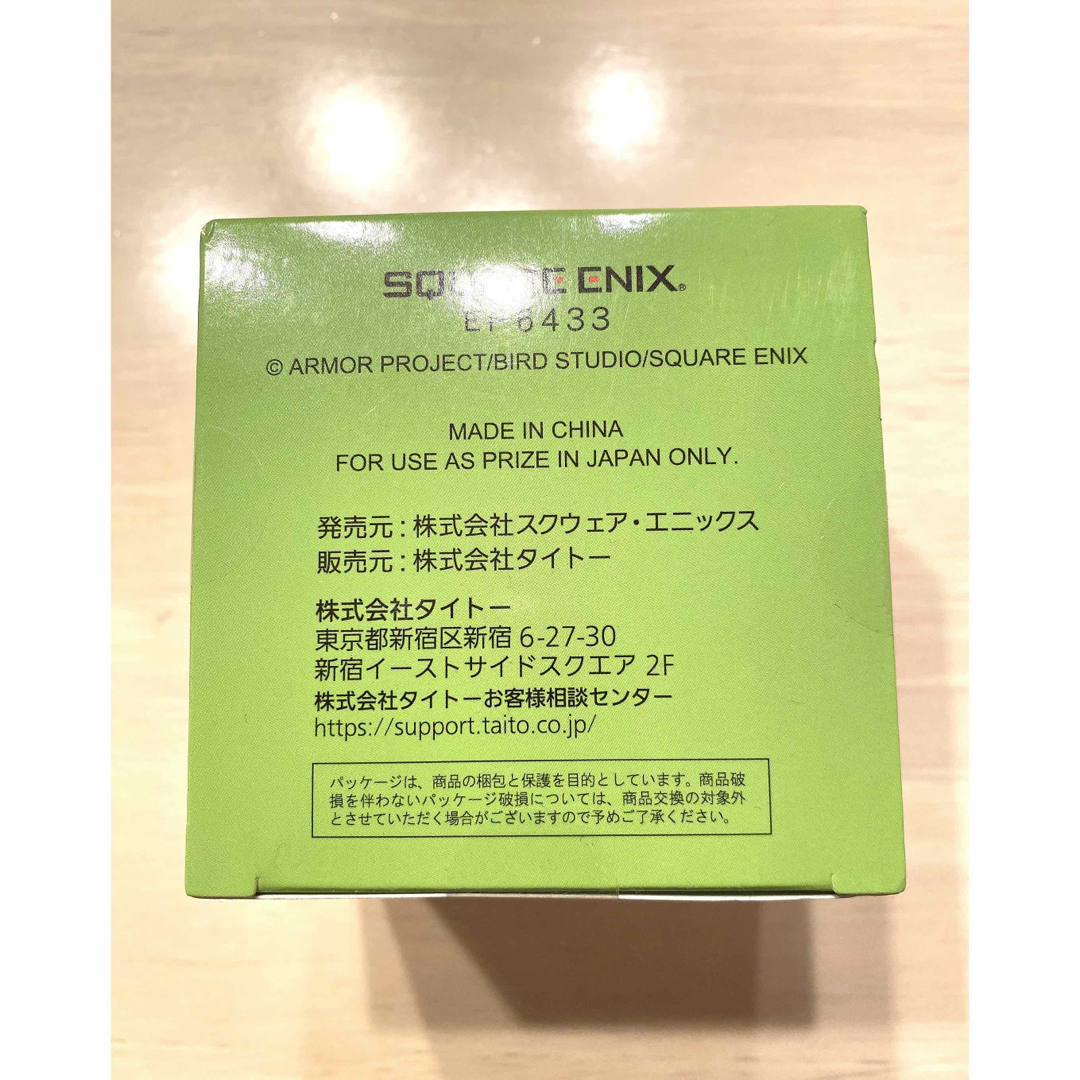 SQUARE ENIX®
6433
© ARMOR PROJECT/BIRD STUDIO/SQUARE ENIX
MADE IN CHINA
FOR USE AS PRIZE IN JAPAN ONLY.
発売元：株式会社スクウェア・エニックス
販売元：株式会社タイトー
株式会社タイトー
東京都新宿区新宿 6-27-30
新宿イーストサイドスクエア 2F
株式会社タイトーお客様相談センター
https://support.taito.co.jp/
パッケージは、商品の梱包と保護を目的としています。商品破
損を伴わないパッケージ破損については、商品交換の対象外
とさせていただく場合がございますので予めご了承ください。